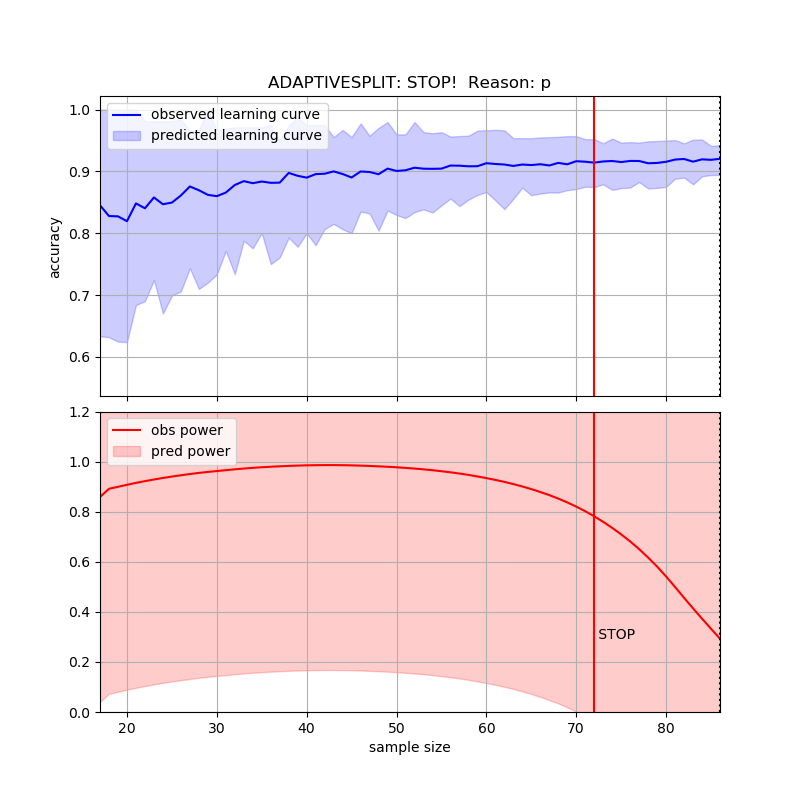 ADAPTIVESPLIT: STOP!  Reason: p
observed learning curve
predicted learning curve
1.0
0.9
0.8
0.7
0.6
accuracy
obs power
pred power
1.2
1.0
0.8
0.6
0.4
0.2
0.0
STOP
20 30 40 50 60 70 80
sample size